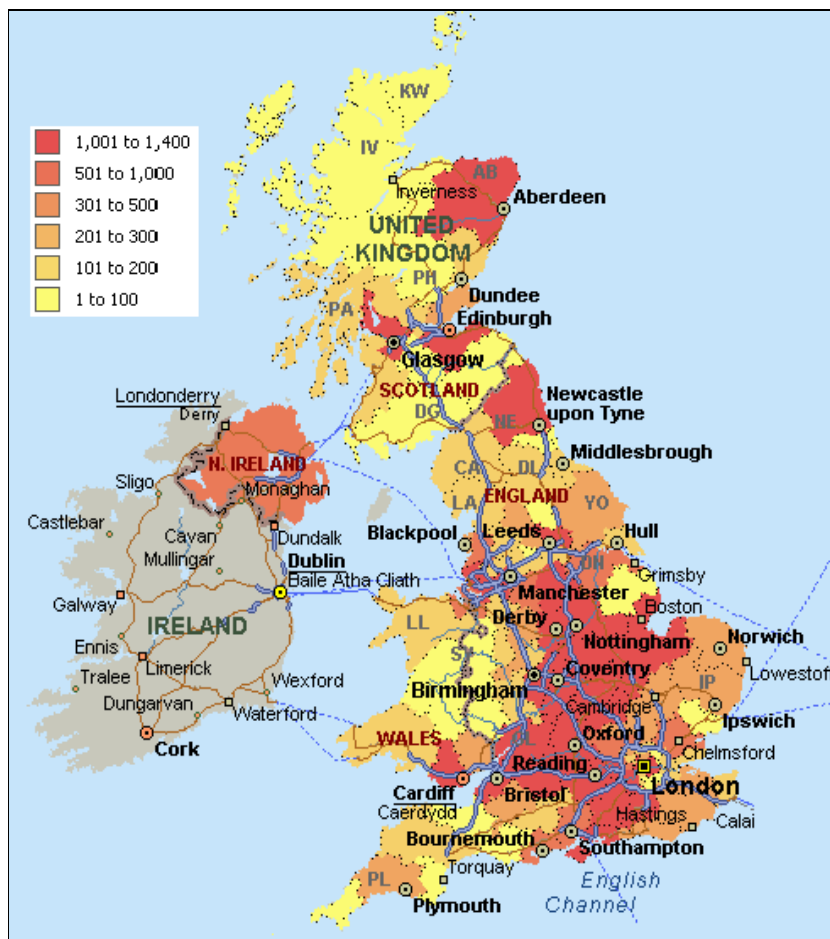 1,001 to 1,400
501 to 1,000
301 to 500
201 to 300
101 to 200
1 to 100
KW
IV
AB
Inverness
Aberdeen
UNITED
KINGDOM
PH
Dundee
PA
Edinburgh
Glasgow
SCOTLAND
DG
Newcastle
upon Tyne
NE
Londonderry
Derry
N. IRELAND
Middlesbrough
CA
DL
Sligo
Monaghan
LA
ENGLAND
YO
Castlebar
Cavan
Dundalk
Blackpool
Leeds
Hull
Mullingar
Dublin
Baile Atha Cliath
DN
Grimsby
Manchester
Galway
Boston
IRELAND
LL
Derby
Nottingham
Norwich
Ennis
Limerick
SY
Coventry
Lowestoft
Tralee
Wexford
Birmingham
IP
Dungarvan
Waterford
Cambridge
Ipswich
Cork
WALES
GL
Oxford
Chelmsford
Reading
London
Cardiff
Caerdydd
Bristol
Hastings
Calai
Bournemouth
Southampton
Torquay
PL
Plymouth
English
Channel